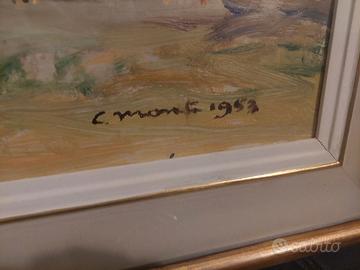 C. Monti 1953
subito